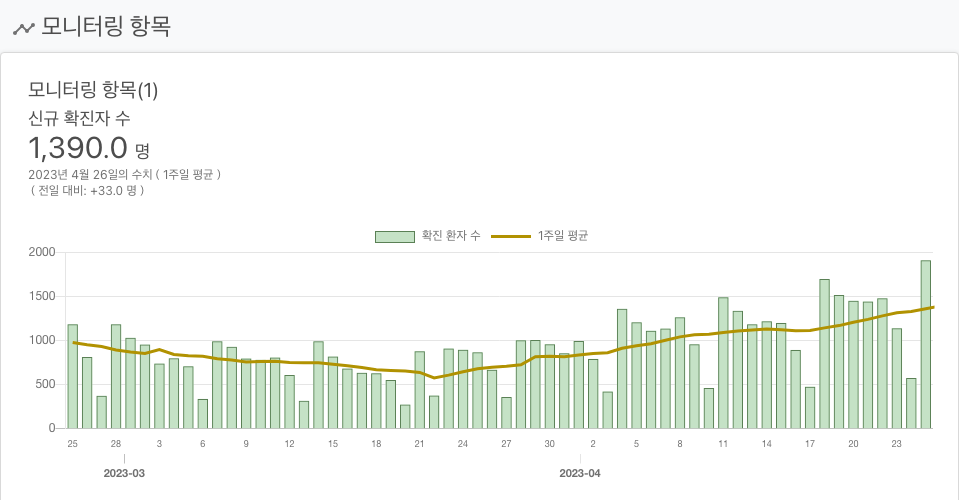 모니터링 항목
모니터링 항목(1)
신규 확진자 수
1,390.0 명
2023년 4월 26일의 수치 ( 1주일 평균 )
( 전일 대비: +33.0 명 )
확진 환자 수 1주일 평균
2000
1500
1000
500
0
25 28 3 6 9 12 15 18 21 24 27 30 2 5 8 11 14 17 20 23
2023-03 2023-04